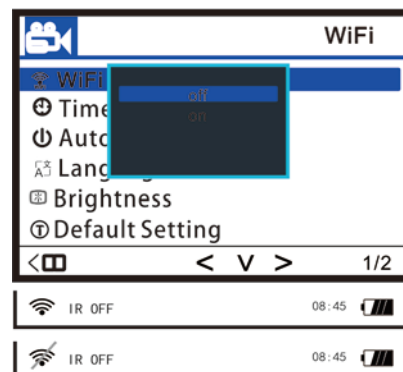 WiFi
WiFi
off
Time
on
Auto
Lang
Brightness
Default Setting
< V > 1/2
IR OFF 08:45
IR OFF 08:45